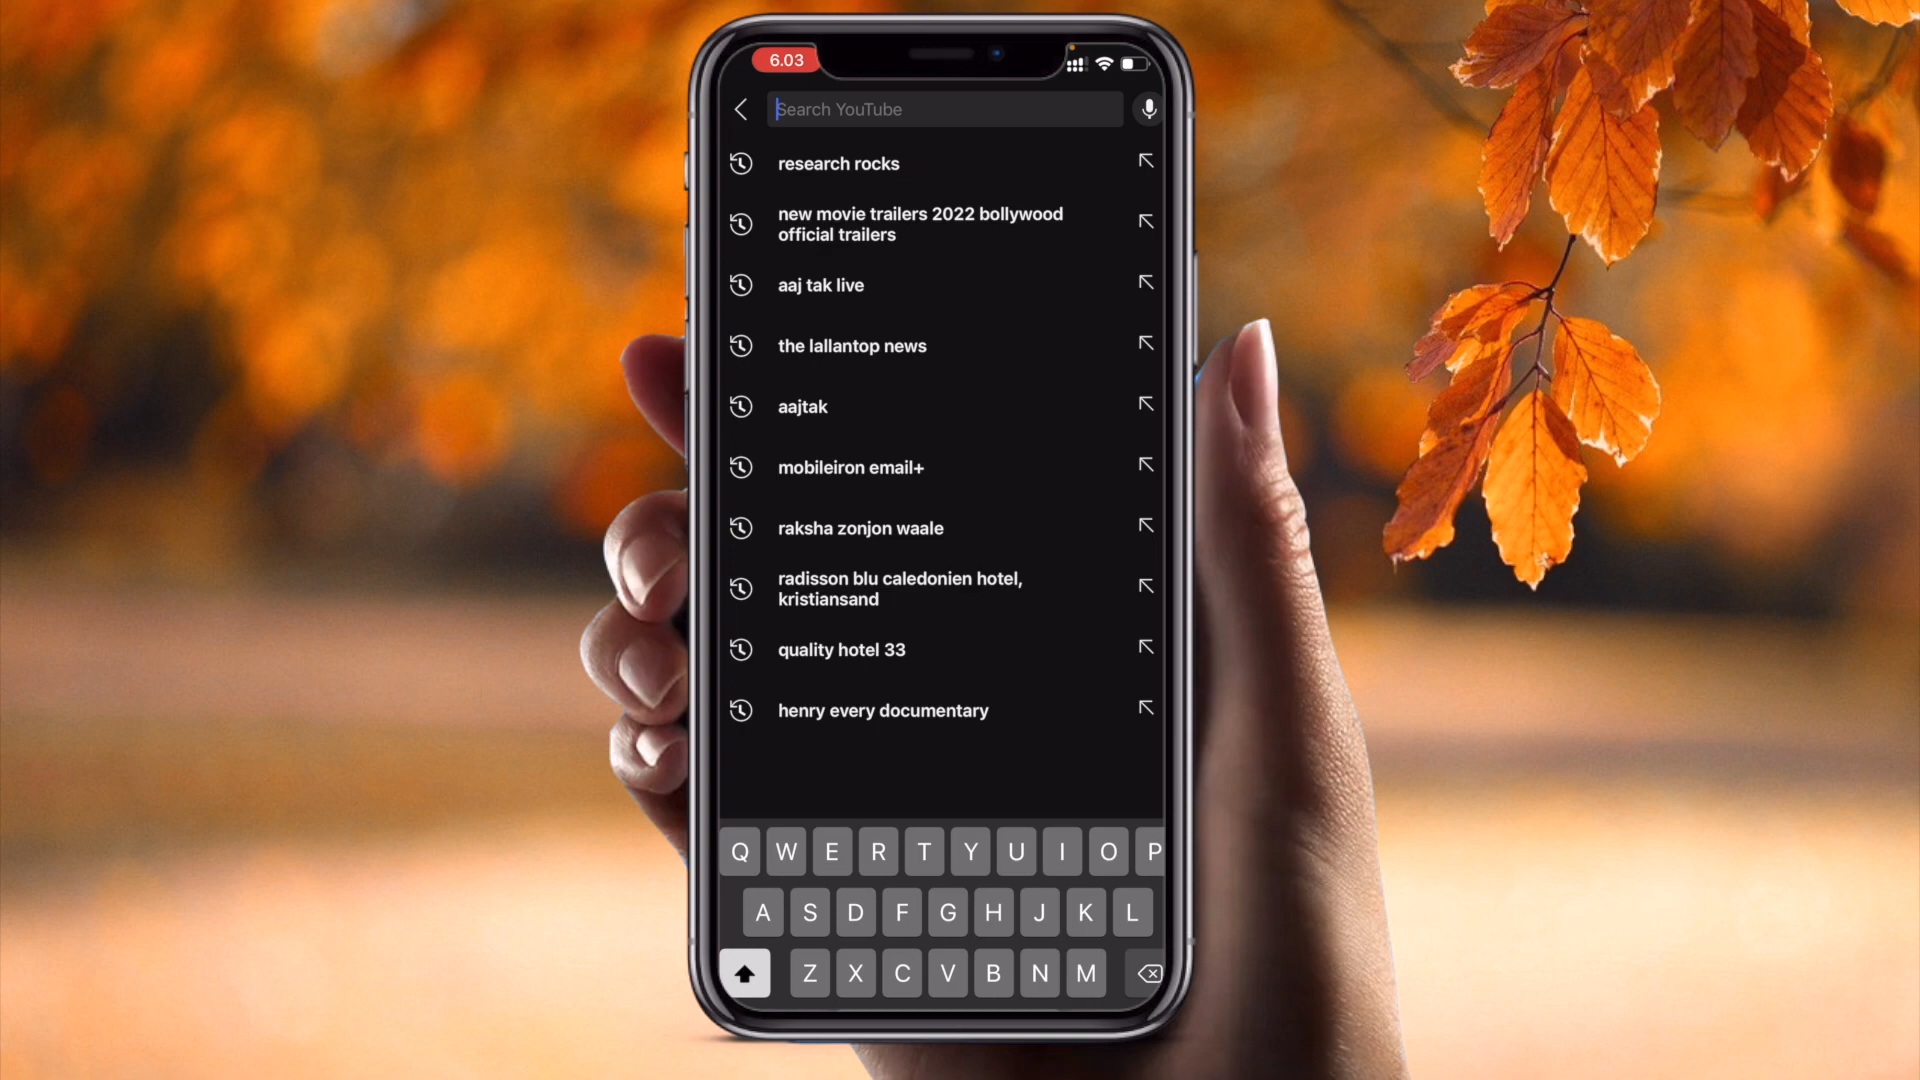 6.03
Search YouTube
research rocks
new movie trailers 2022 bollywood
official trailers
aaj tak live
the lallantop news
aajtak
mobileiron email+
raksha zonjon waale
radisson blu caledonien hotel,
kristiansand
quality hotel 33
henry every documentary
Q W E R T Y U I O P
A S D F G H J K L
Z X C V B N M